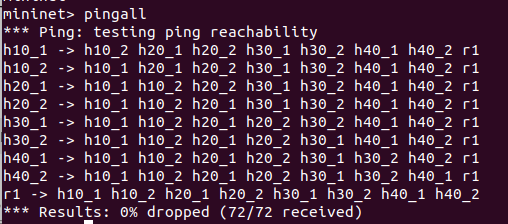 mininet> pingall
*** Ping: testing ping reachability
h10_1 -> h10_2 h20_1 h20_2 h30_1 h30_2 h40_1 h40_2 r1
h10_2 -> h10_1 h20_1 h20_2 h30_1 h30_2 h40_1 h40_2 r1
h20_1 -> h10_1 h10_2 h20_2 h30_1 h30_2 h40_1 h40_2 r1
h20_2 -> h10_1 h10_2 h20_1 h30_1 h30_2 h40_1 h40_2 r1
h30_1 -> h10_1 h10_2 h20_1 h20_2 h30_2 h40_1 h40_2 r1
h30_2 -> h10_1 h10_2 h20_1 h20_2 h30_1 h40_1 h40_2 r1
h40_1 -> h10_1 h10_2 h20_1 h20_2 h30_1 h30_2 h40_2 r1
h40_2 -> h10_1 h10_2 h20_1 h20_2 h30_1 h30_2 h40_1 r1
r1 -> h10_1 h10_2 h20_1 h20_2 h30_1 h30_2 h40_1 h40_2
*** Results: 0% dropped (72/72 received)